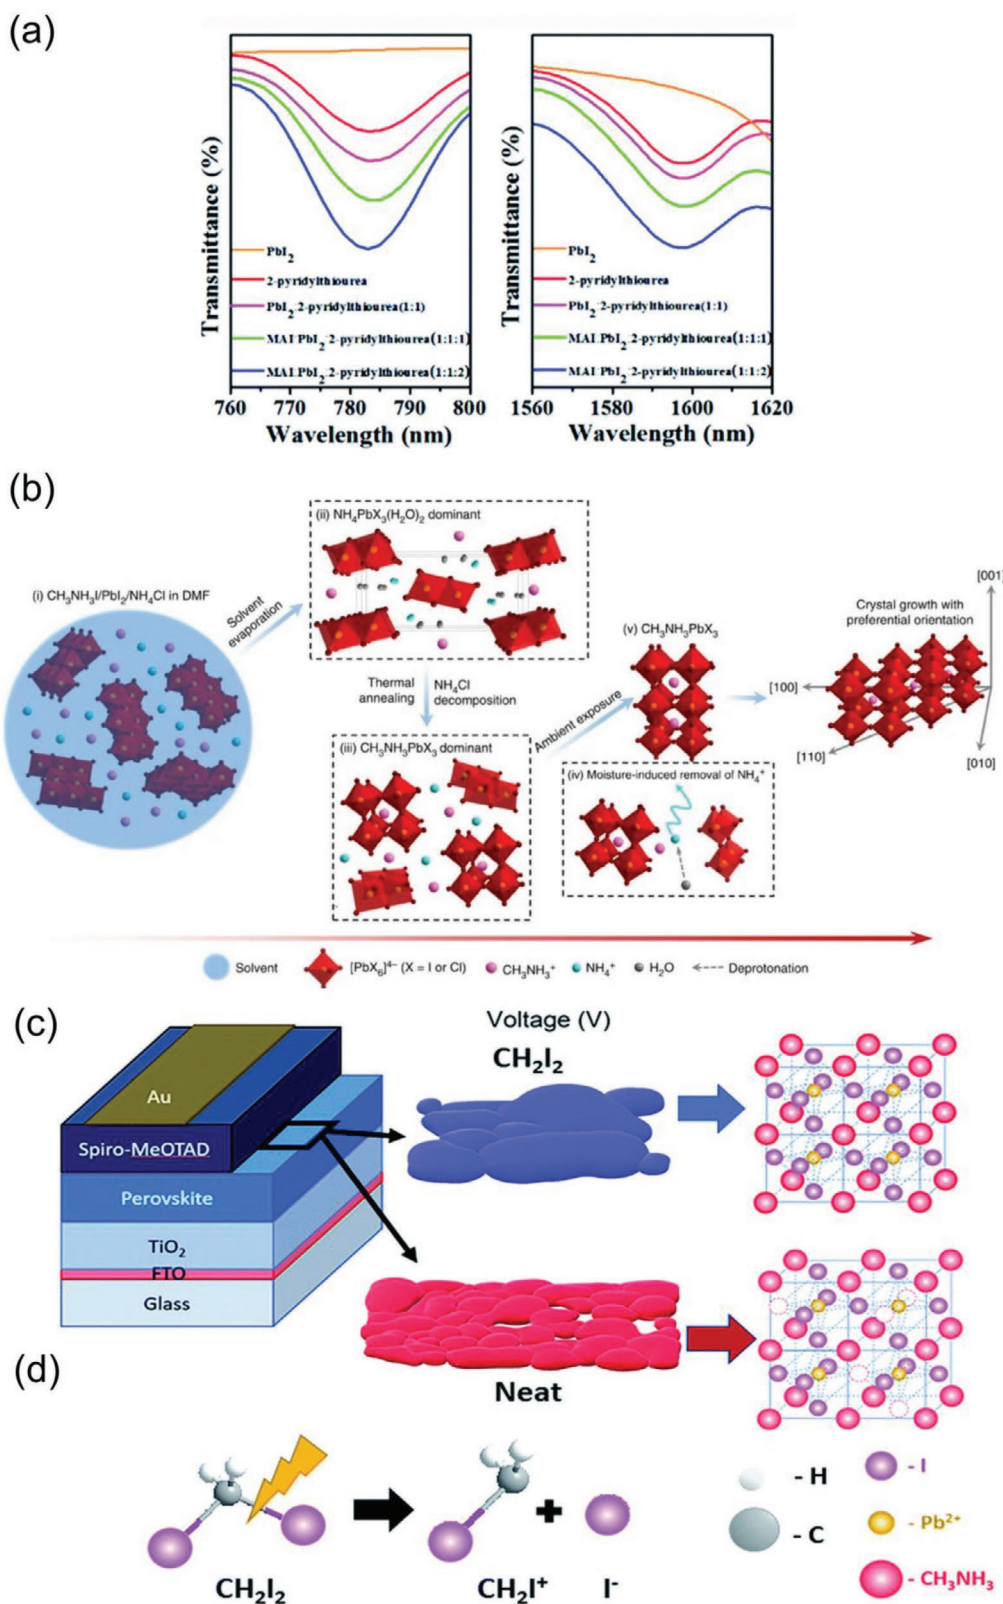 (a)
Transmittance (%)
PbI2
2-pyridylthiourea
PbI2·2-pyridylthiourea(1:1)
MAI·PbI2·2-pyridylthiourea(1:1:1)
MAI·PbI2·2-pyridylthiourea(1:1:2)
760 770 780 790 800
Wavelength (nm)
Transmittance (%)
PbI2
2-pyridylthiourea
PbI2·2-pyridylthiourea(1:1)
MAI·PbI2·2-pyridylthiourea(1:1:1)
MAI·PbI2·2-pyridylthiourea(1:1:2)
1560 1580 1600 1620
Wavelength (nm)
(b)
(i) CH3NH3I/PbI2/NH4Cl in DMF
Solvent
evaporation
(ii) NH4PbX3(H2O)2 dominant
Thermal
annealing
NH4Cl
decomposition
(iii) CH3NH3PbX3 dominant
Ambient exposure
(v) CH3NH3PbX3
(iv) Moisture-induced removal of NH4+
Crystal growth with
preferential orientation
[001]
[100]
[110]
[010]
Solvent
[PbX6]4− (X = I or Cl)
CH3NH3+
NH4+
H2O
Deprotonation
(c)
Voltage (V)
CH2I2
Au
Spiro-MeOTAD
Perovskite
TiO2
FTO
Glass
Neat
(d)
CH2I2
CH2I+
I-
- H
- C
- I
- Pb2+
- CH3NH3